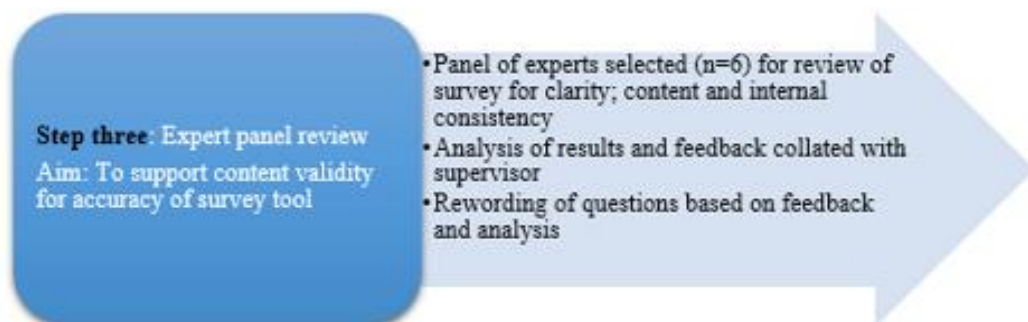 Step three: Expert panel review
Aim: To support content validity
for accuracy of survey tool
•Panel of experts selected (n=6) for review of
survey for clarity; content and internal
consistency
•Analysis of results and feedback collated with
supervisor
•Rewording of questions based on feedback
and analysis